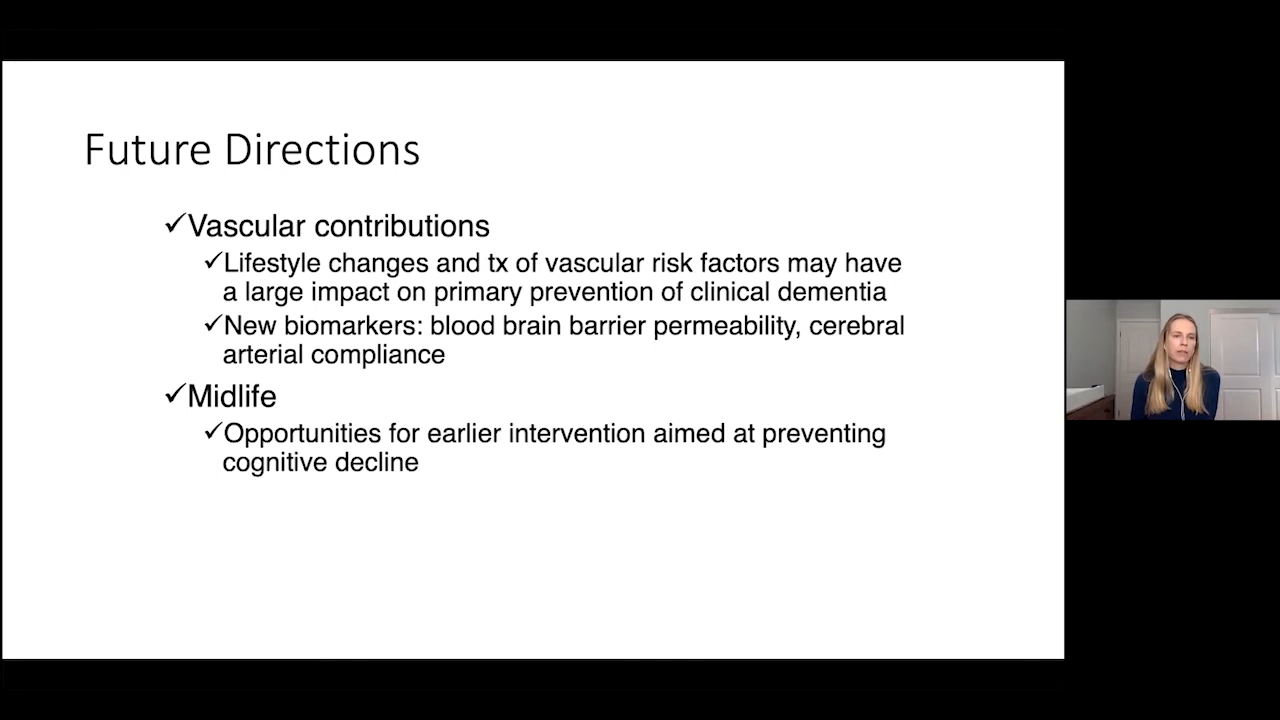 Future Directions
✓Vascular contributions
✓Lifestyle changes and tx of vascular risk factors may have
a large impact on primary prevention of clinical dementia
✓New biomarkers: blood brain barrier permeability, cerebral
arterial compliance
✓Midlife
✓Opportunities for earlier intervention aimed at preventing
cognitive decline